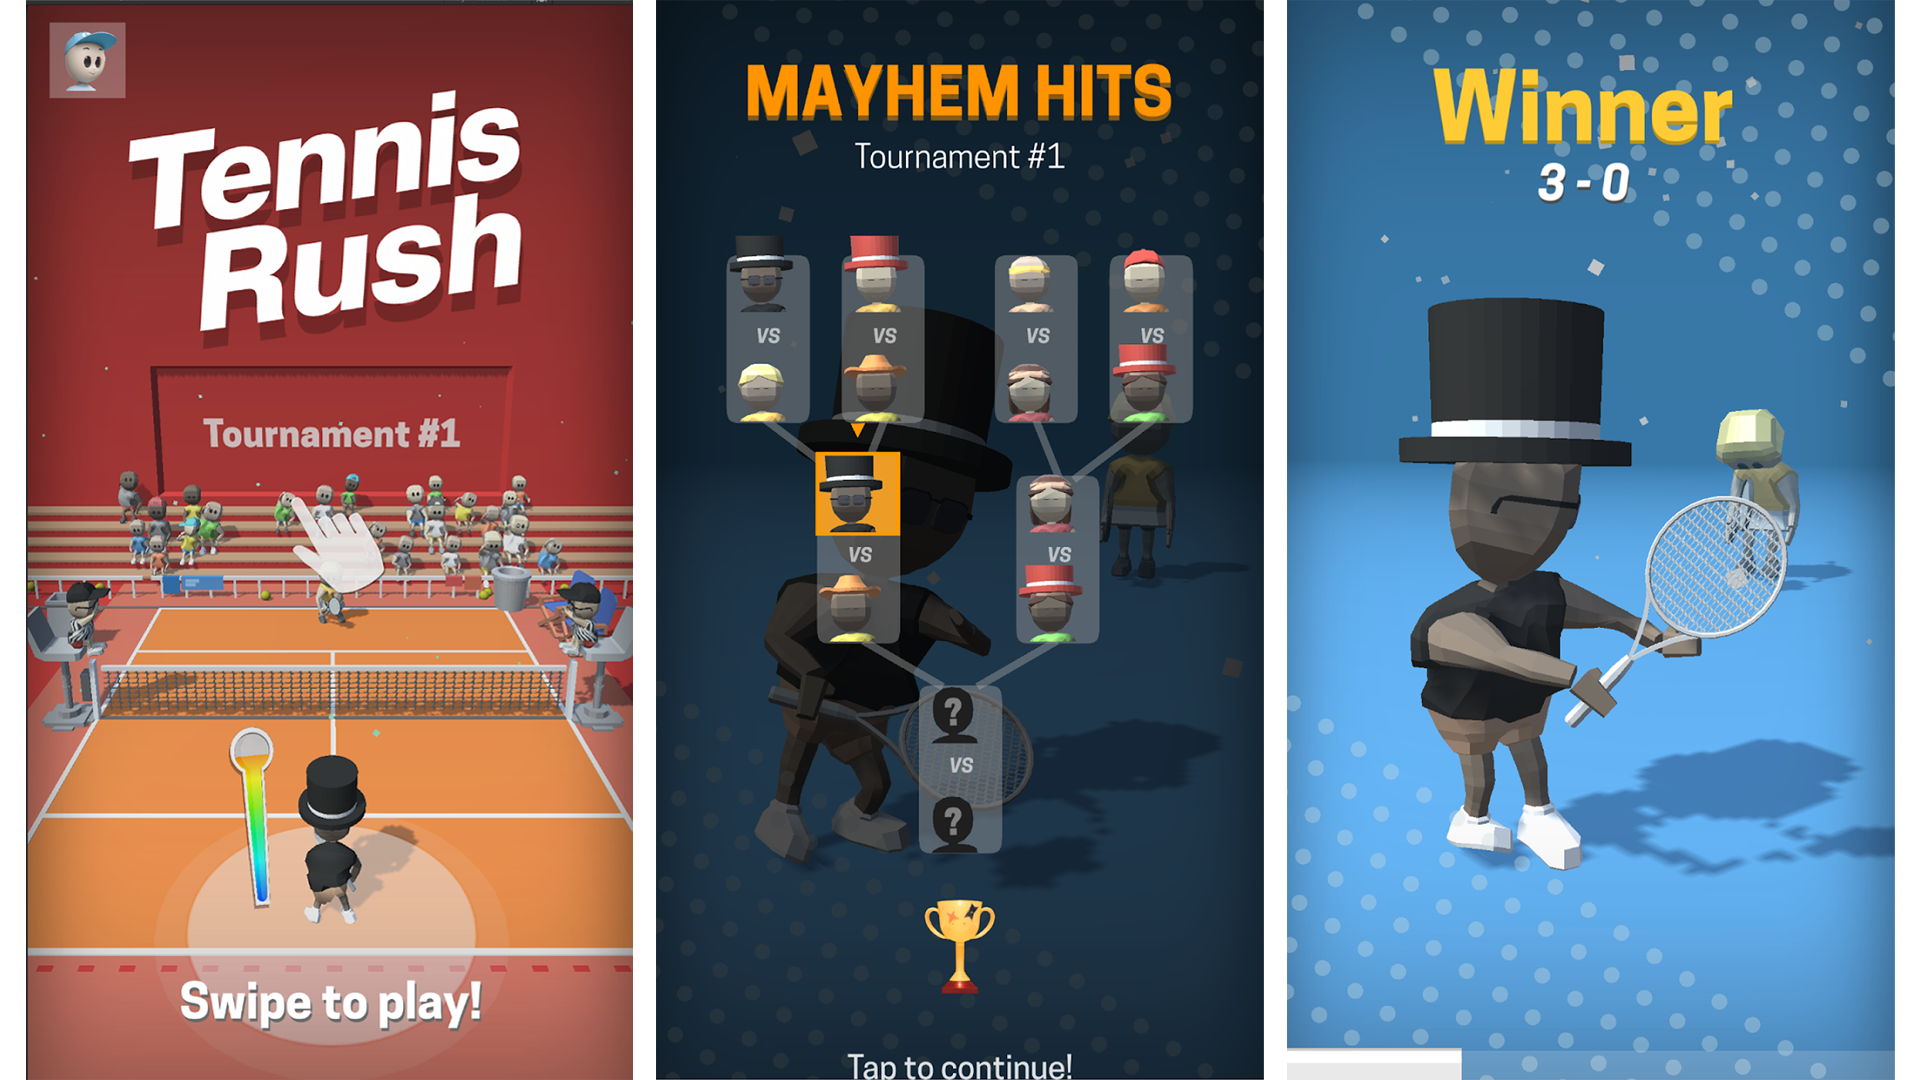 Tennis
Rush
Tournament #1
Swipe to play!
MAYHEM HITS
Tournament #1
VS
VS
VS
VS
VS
VS
?
VS
?
Tap to continue!
Winner
3 - 0